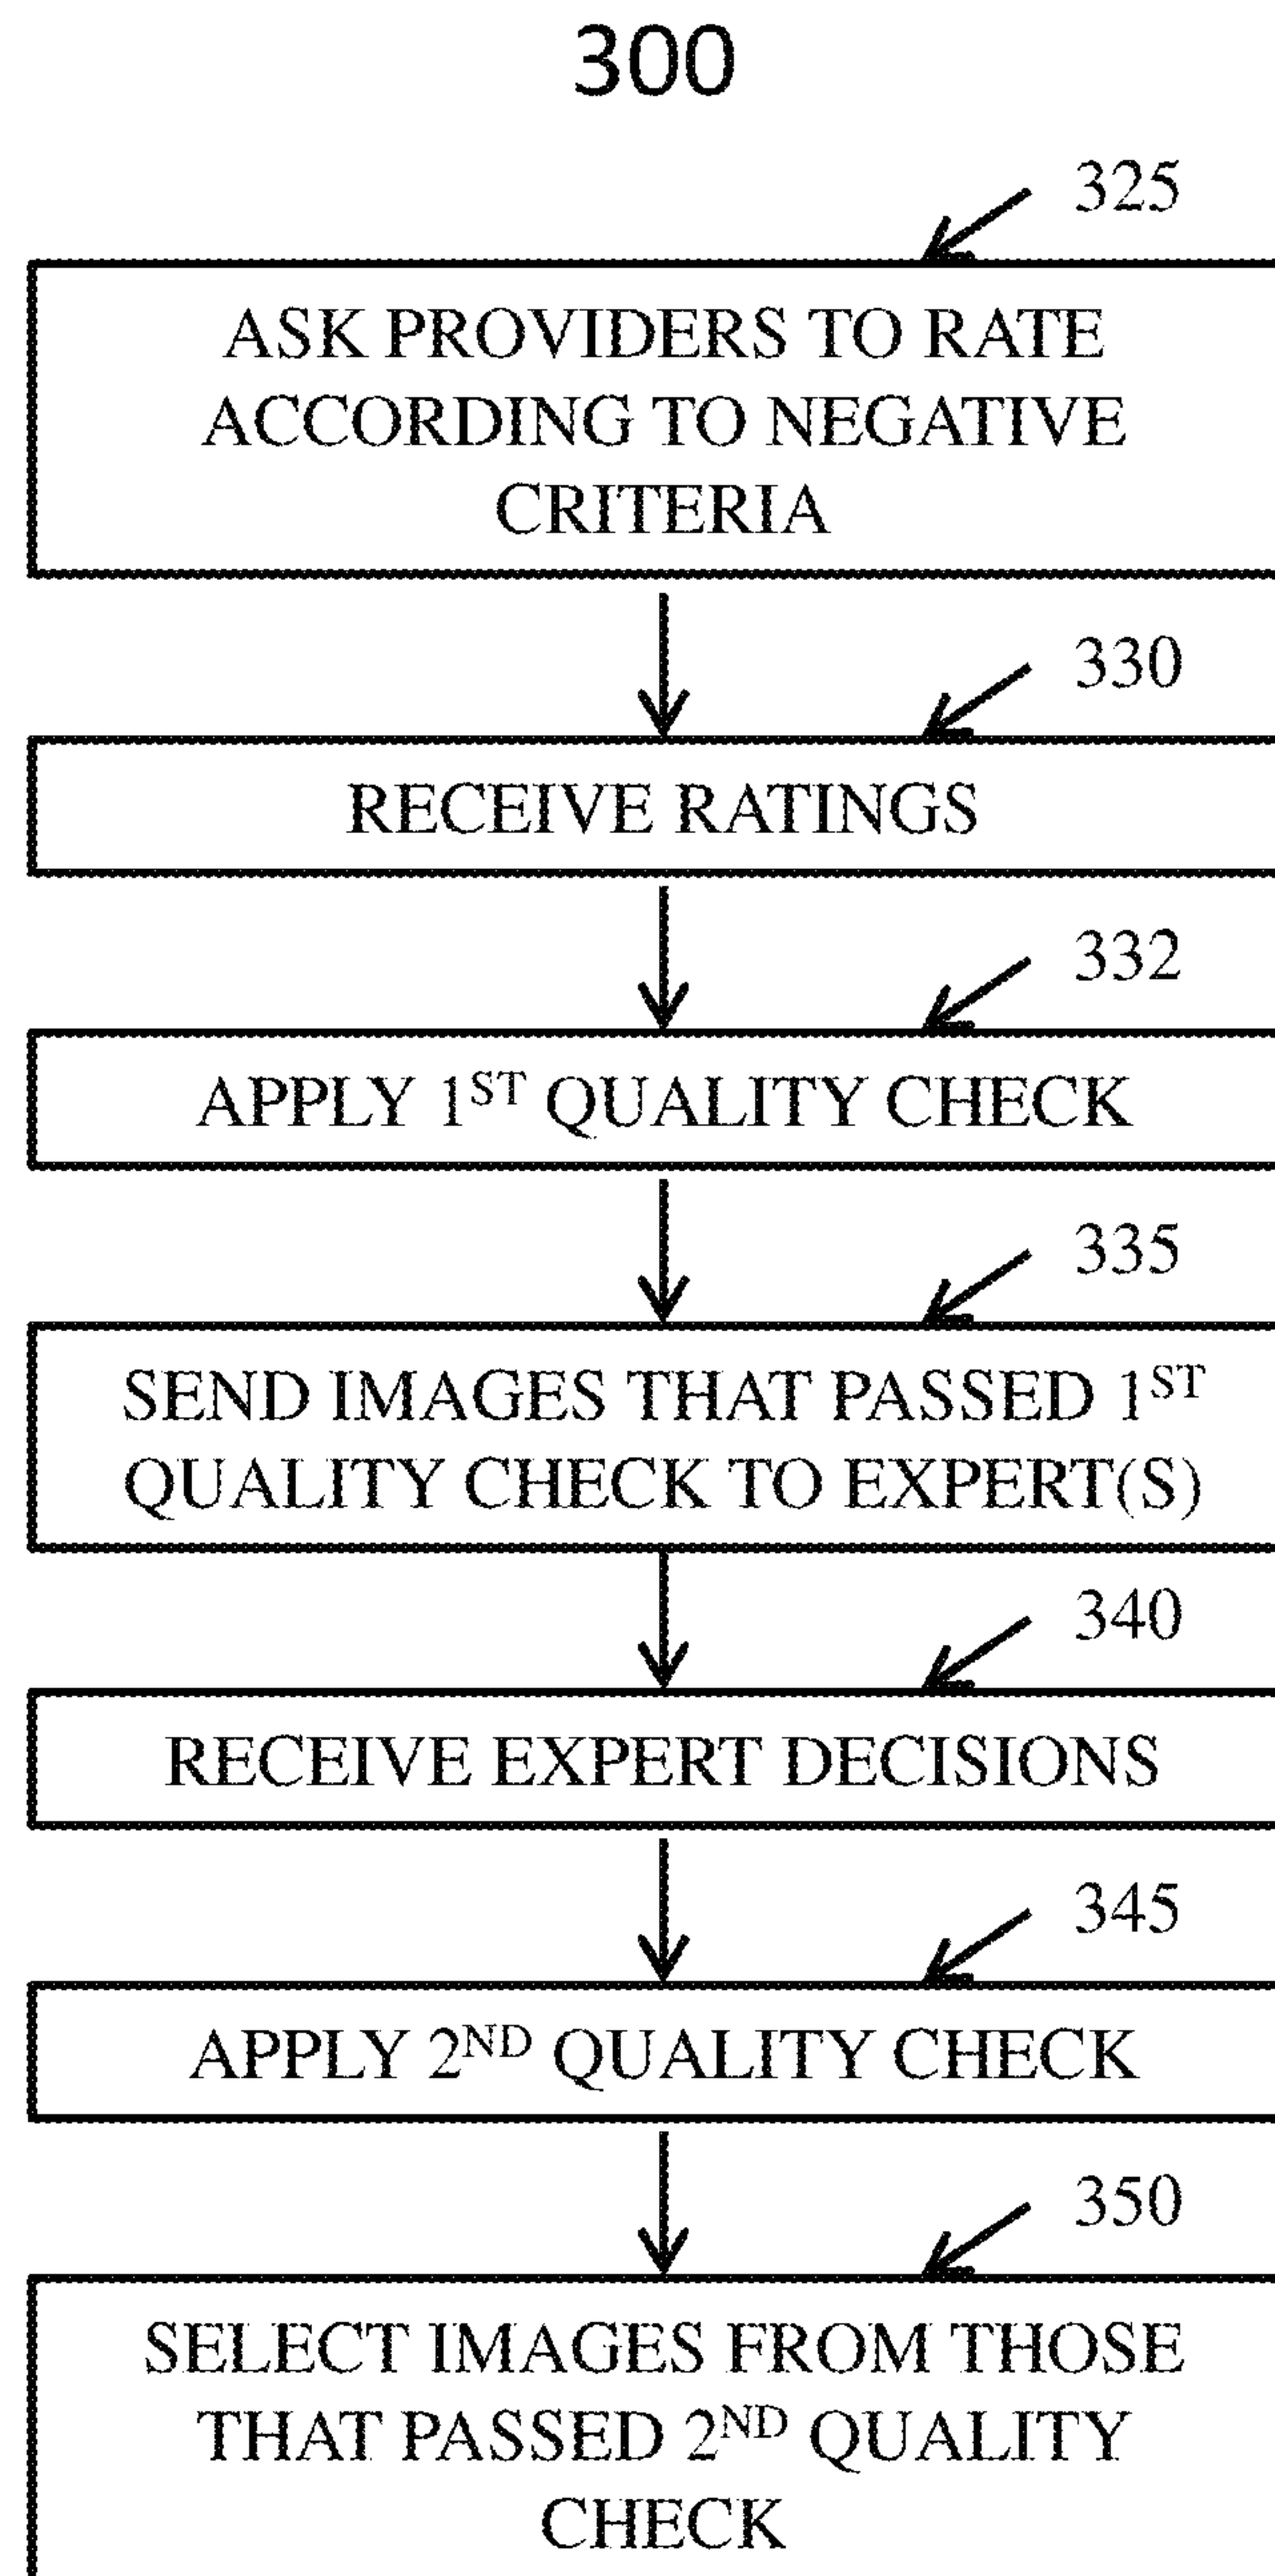 300
325
ASK PROVIDERS TO RATE
ACCORDING TO NEGATIVE
CRITERIA
330
RECEIVE RATINGS
332
APPLY 1ST QUALITY CHECK
335
SEND IMAGES THAT PASSED 1ST
QUALITY CHECK TO EXPERT(S)
340
RECEIVE EXPERT DECISIONS
345
APPLY 2ND QUALITY CHECK
350
SELECT IMAGES FROM THOSE
THAT PASSED 2ND QUALITY
CHECK